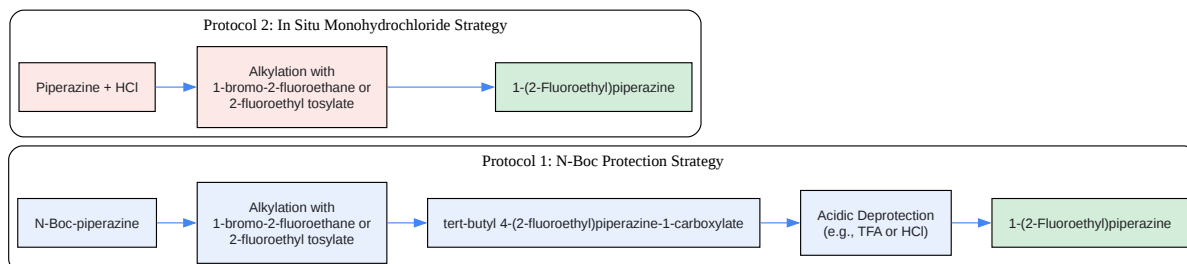 Protocol 2: In Situ Monohydrochloride Strategy
Piperazine + HCl
Alkylation with
1-bromo-2-fluoroethane or
2-fluoroethyl tosylate
1-(2-Fluoroethyl)piperazine
Protocol 1: N-Boc Protection Strategy
N-Boc-piperazine
Alkylation with
1-bromo-2-fluoroethane or
2-fluoroethyl tosylate
tert-butyl 4-(2-fluoroethyl)piperazine-1-carboxylate
Acidic Deprotection
(e.g., TFA or HCl)
1-(2-Fluoroethyl)piperazine